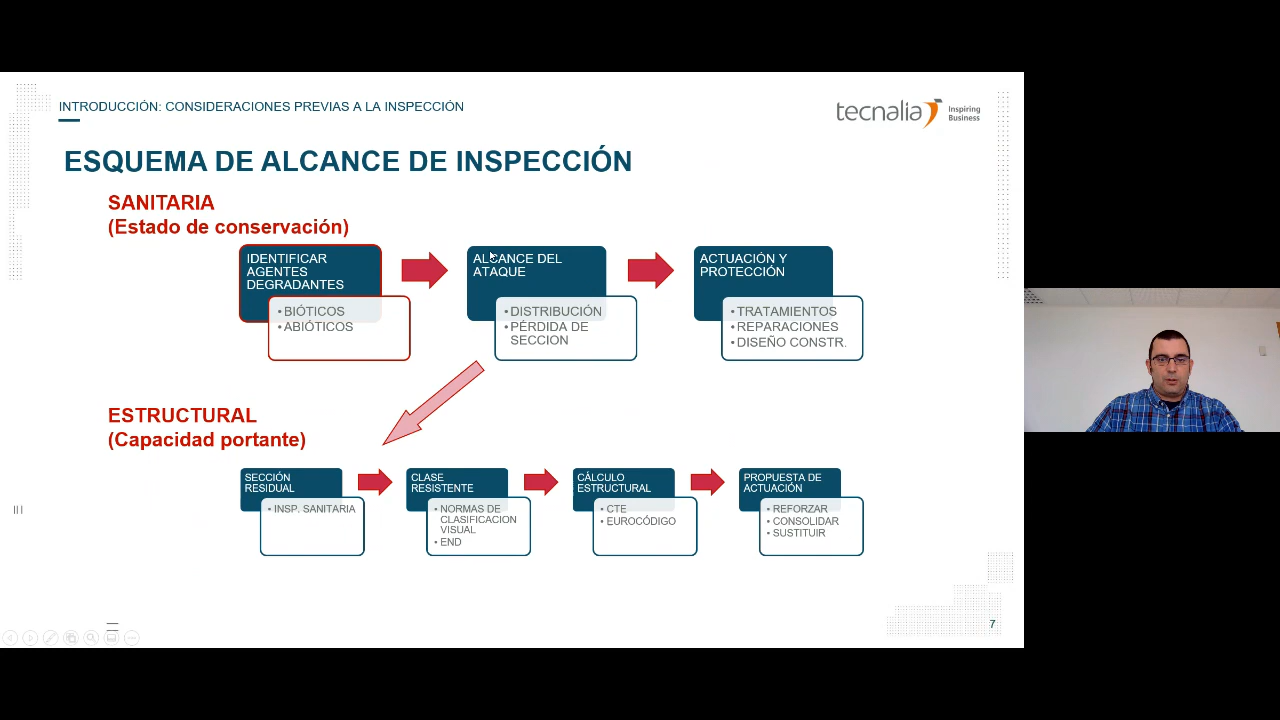 INTRODUCCIÓN: CONSIDERACIONES PREVIAS A LA INSPECCIÓN
tecnalia
Inspiring
Business
ESQUEMA DE ALCANCE DE INSPECCIÓN
SANITARIA
(Estado de conservación)
IDENTIFICAR
AGENTES
DEGRADANTES
•BIÓTICOS
•ABIÓTICOS
ALCANCE DEL
ATAQUE
•DISTRIBUCIÓN
•PÉRDIDA DE
SECCION
ACTUACIÓN Y
PROTECCIÓN
•TRATAMIENTOS
•REPARACIONES
•DISEÑO CONSTR.
ESTRUCTURAL
(Capacidad portante)
SECCIÓN
RESIDUAL
• INSP. SANITARIA
CLASE
RESISTENTE
• NORMAS DE
CLASIFICACION
VISUAL
• END
CÁLCULO
ESTRUCTURAL
• CTE
• EUROCÓDIGO
PROPUESTA DE
ACTUACIÓN
• REFORZAR
• CONSOLIDAR
• SUSTITUIR
7